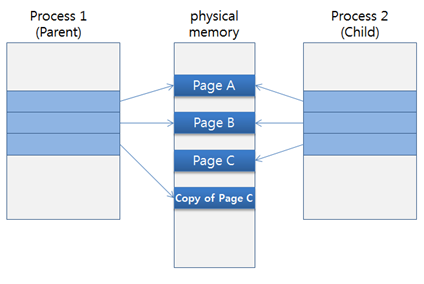 Process 1
(Parent)
physical
memory
Process 2
(Child)
Page A
Page B
Page C
Copy of Page C